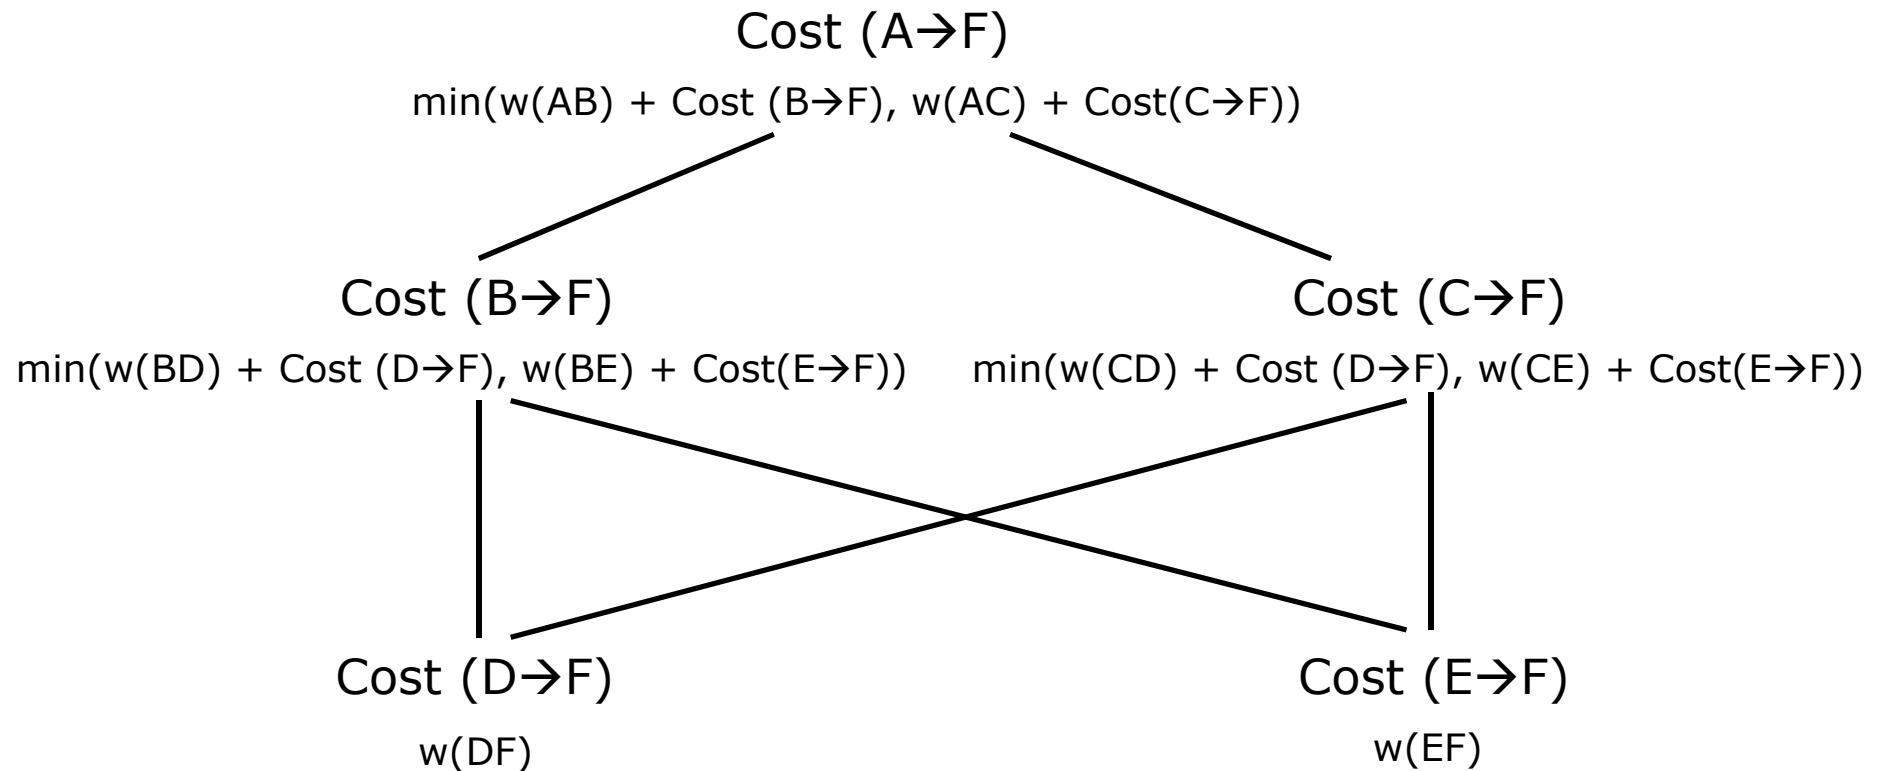 Cost (A→F)
min(w(AB) + Cost (B→F), w(AC) + Cost(C→F))
Cost (B→F)
Cost (C→F)
min(w(BD) + Cost (D→F), w(BE) + Cost(E→F))
min(w(CD) + Cost (D→F), w(CE) + Cost(E→F))
Cost (D→F)
Cost (E→F)
w(DF)
w(EF)